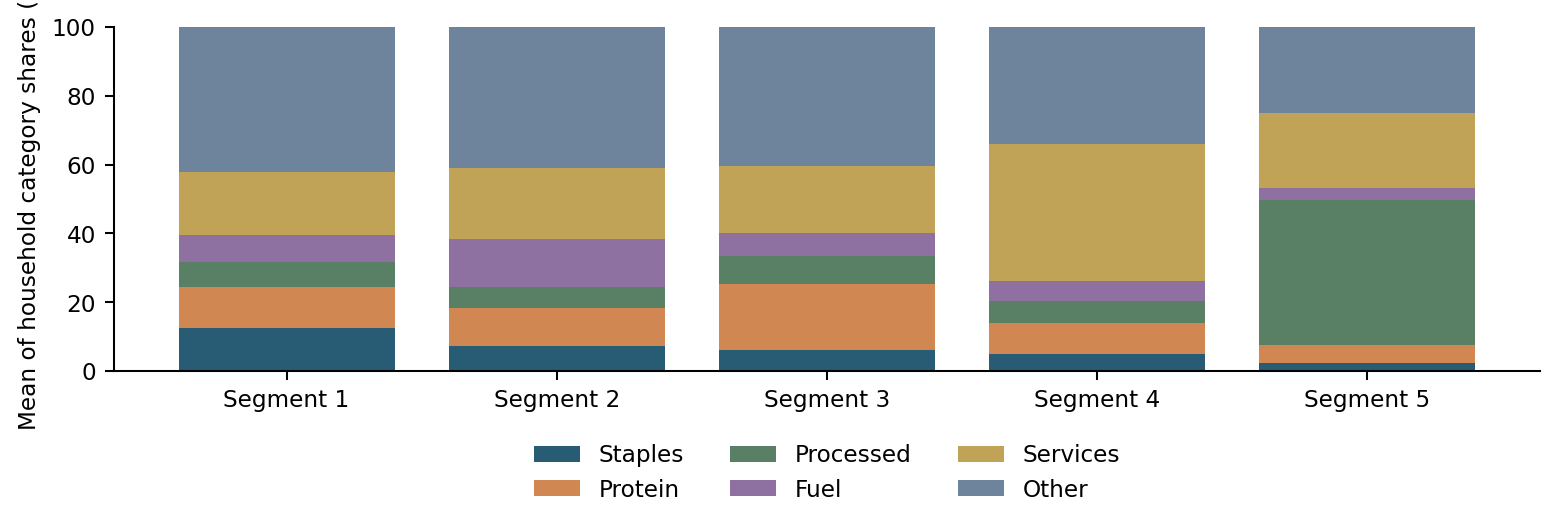 Mean of household category shares (
100
80
60
40
20
0
Segment 1
Segment 2
Segment 3
Segment 4
Segment 5
Staples
Processed
Services
Protein
Fuel
Other